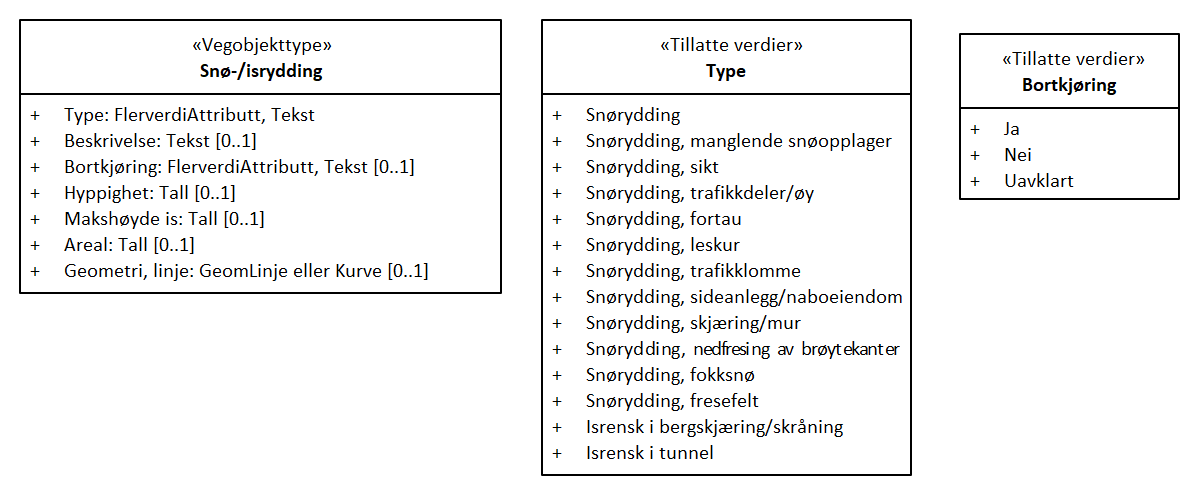 «Vegobjekttype»
Snø-/isrydding
+ Type: FlerverdiAttributt, Tekst
+ Beskrivelse: Tekst [0..1]
+ Bortkjøring: FlerverdiAttributt, Tekst [0..1]
+ Hyppighet: Tall [0..1]
+ Makshøyde is: Tall [0..1]
+ Areal: Tall [0..1]
+ Geometri, linje: GeomLinje eller Kurve [0..1]
«Tillatte verdier»
Type
+ Snørydding
+ Snørydding, manglende snøopplager
+ Snørydding, sikt
+ Snørydding, trafikkdeler/øy
+ Snørydding, fortau
+ Snørydding, leskur
+ Snørydding, trafikklomme
+ Snørydding, sideanlegg/naboeiendom
+ Snørydding, skjæring/mur
+ Snørydding, nedfresing av brøytekanter
+ Snørydding, fokksnø
+ Snørydding, fresefelt
+ Isrensk i bergskjæring/skråning
+ Isrensk i tunnel
«Tillatte verdier»
Bortkjøring
+ Ja
+ Nei
+ Uavklart